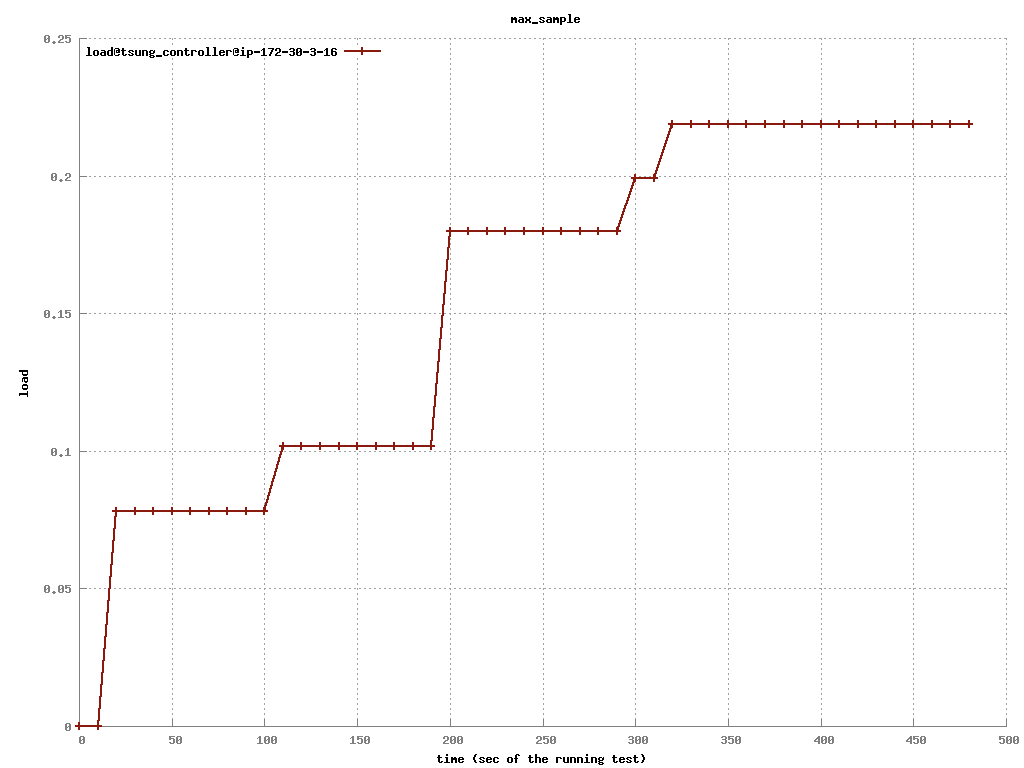 max_sample
load@tsung_controller@ip-172-30-3-16
0.25
0.2
0.15
0.1
0.05
0
load
0 50 100 150 200 250 300 350 400 450 500
time (sec of the running test)